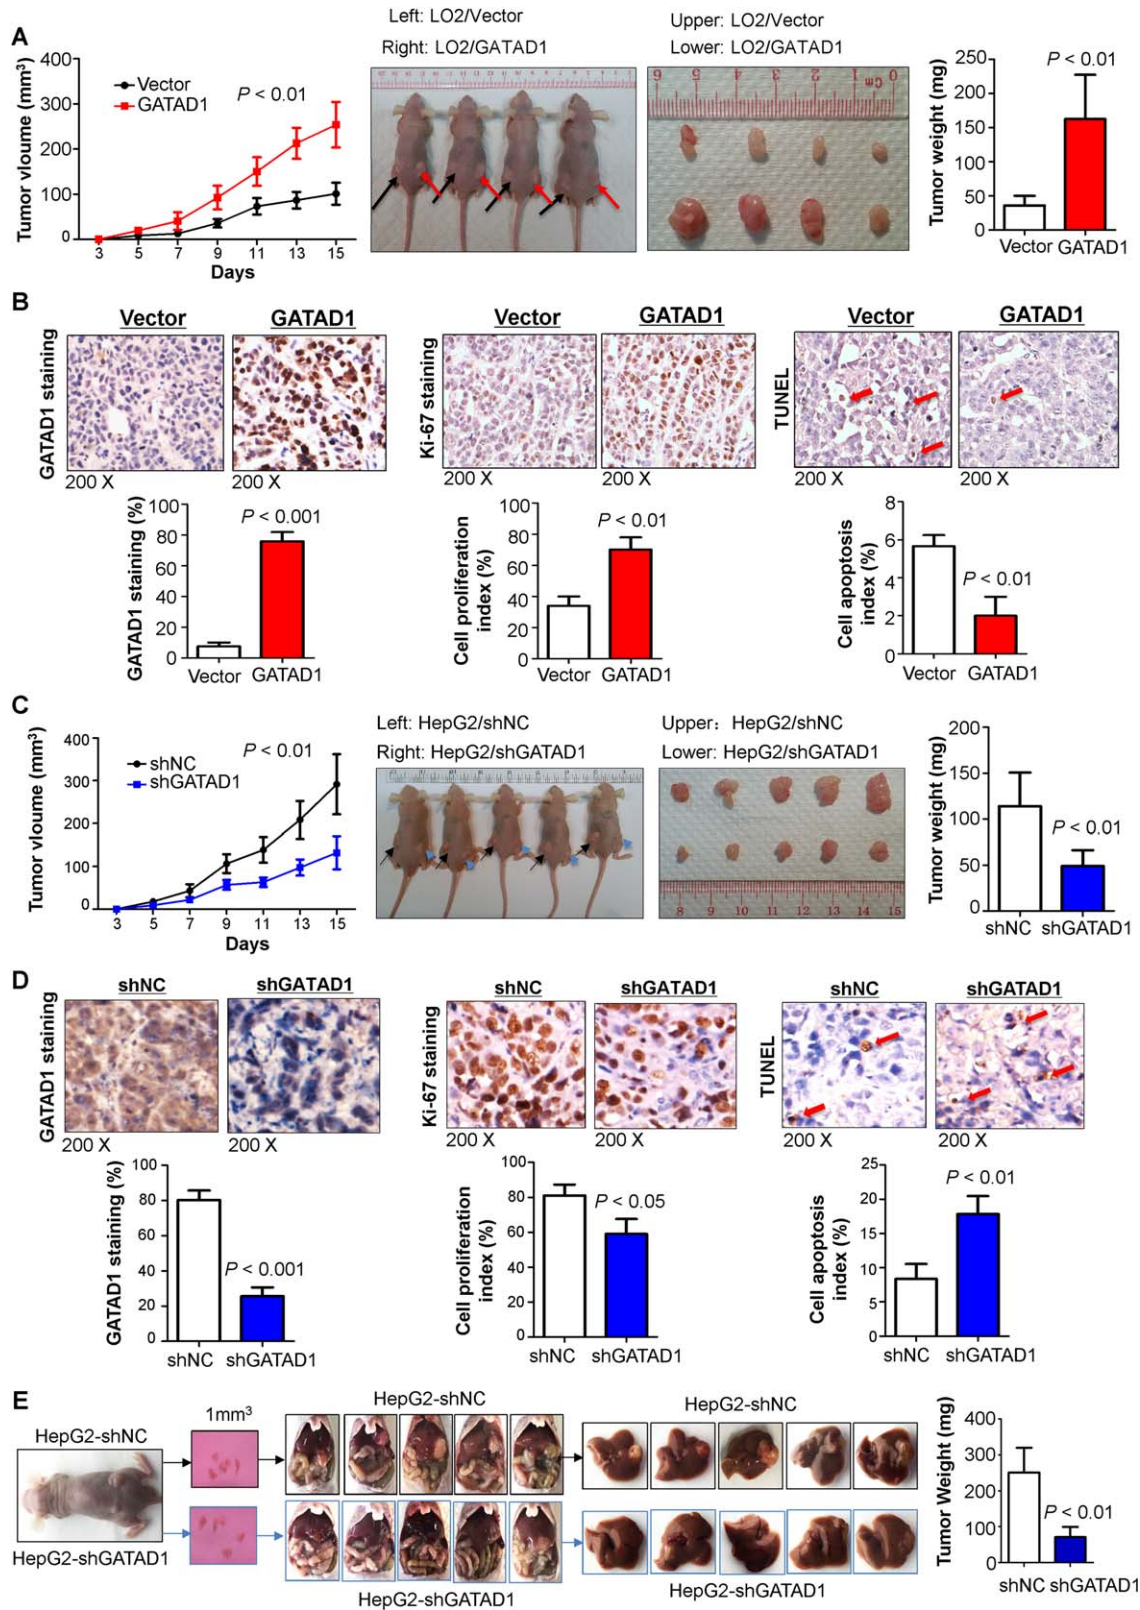 A
Tumor vloume (mm³)
400
300
200
100
0
Vector
GATAD1
P < 0.01
3 5 7 9 11 13 15
Days
Left: LO2/Vector
Right: LO2/GATAD1
Upper: LO2/Vector
Lower: LO2/GATAD1
6 5 4 3 2 1 0
Cm
Tumor weight (mg)
250
200
150
100
50
0
P < 0.01
Vector GATAD1
B
GATAD1 staining
Vector GATAD1
200 X 200 X
Ki-67 staining
Vector GATAD1
200 X 200 X
TUNEL
Vector GATAD1
200 X 200 X
GATAD1 staining (%)
100
80
60
40
20
0
P < 0.001
Vector GATAD1
Cell proliferation
index (%)
100
80
60
40
20
0
P < 0.01
Vector GATAD1
Cell apoptosis
index (%)
8
6
4
2
0
P < 0.01
Vector GATAD1
C
Tumor vloume (mm³)
400
300
200
100
0
shNC
shGATAD1
P < 0.01
3 5 7 9 11 13 15
Days
Left: HepG2/shNC
Right: HepG2/shGATAD1
Upper: HepG2/shNC
Lower: HepG2/shGATAD1
8 9 10 11 12 13 14 15
Tumor weight (mg)
200
150
100
50
0
P < 0.01
shNC shGATAD1
D
GATAD1 staining
shNC shGATAD1
200 X 200 X
Ki-67 staining
shNC shGATAD1
200 X 200 X
TUNEL
shNC shGATAD1
200 X 200 X
GATAD1 staining (%)
100
80
60
40
20
0
P < 0.001
shNC shGATAD1
Cell proliferation
index (%)
100
80
60
40
20
0
P < 0.05
shNC shGATAD1
Cell apoptosis
index (%)
25
20
15
10
5
0
P < 0.01
shNC shGATAD1
E
HepG2-shNC
HepG2-shGATAD1
1mm³
HepG2-shNC
HepG2-shGATAD1
HepG2-shNC
HepG2-shGATAD1
Tumor Weight (mg)
400
300
200
100
0
P < 0.01
shNC shGATAD1